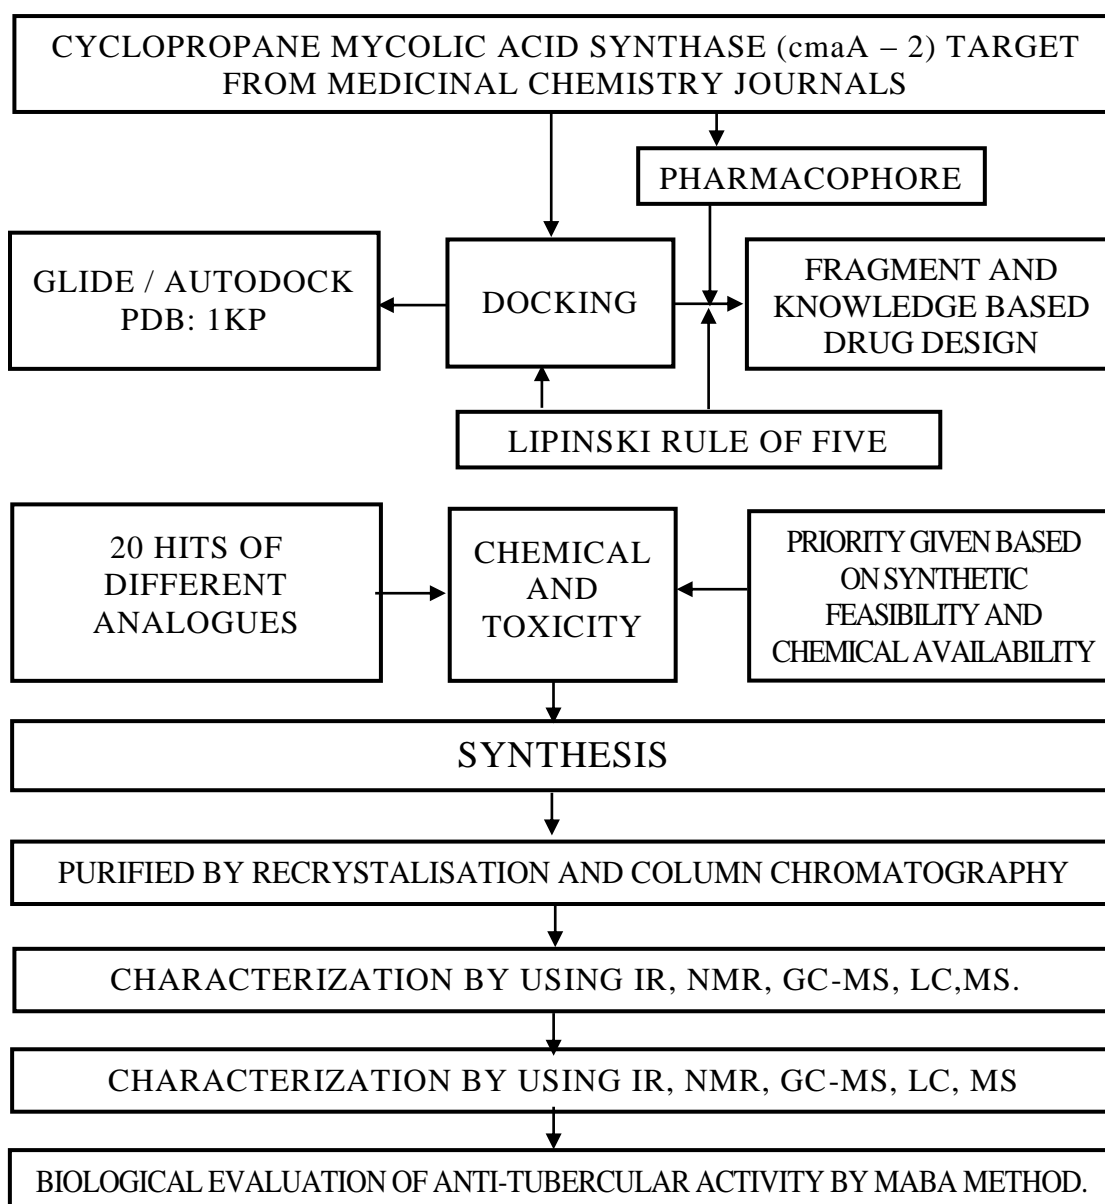 CYCLOPROPANE MYCOLIC ACID SYNTHASE (cmaA – 2) TARGET
FROM MEDICINAL CHEMISTRY JOURNALS
PHARMACOPHORE
GLIDE / AUTODOCK
PDB: 1KP
DOCKING
FRAGMENT AND
KNOWLEDGE BASED
DRUG DESIGN
LIPINSKI RULE OF FIVE
20 HITS OF
DIFFERENT
ANALOGUES
CHEMICAL
AND
TOXICITY
PRIORITY GIVEN BASED
ON SYNTHETIC
FEASIBILITY AND
CHEMICAL AVAILABILITY
SYNTHESIS
PURIFIED BY RECRYSTALISATION AND COLUMN CHROMATOGRAPHY
CHARACTERIZATION BY USING IR, NMR, GC-MS, LC,MS.
CHARACTERIZATION BY USING IR, NMR, GC-MS, LC, MS
BIOLOGICAL EVALUATION OF ANTI-TUBERCULAR ACTIVITY BY MABA METHOD.